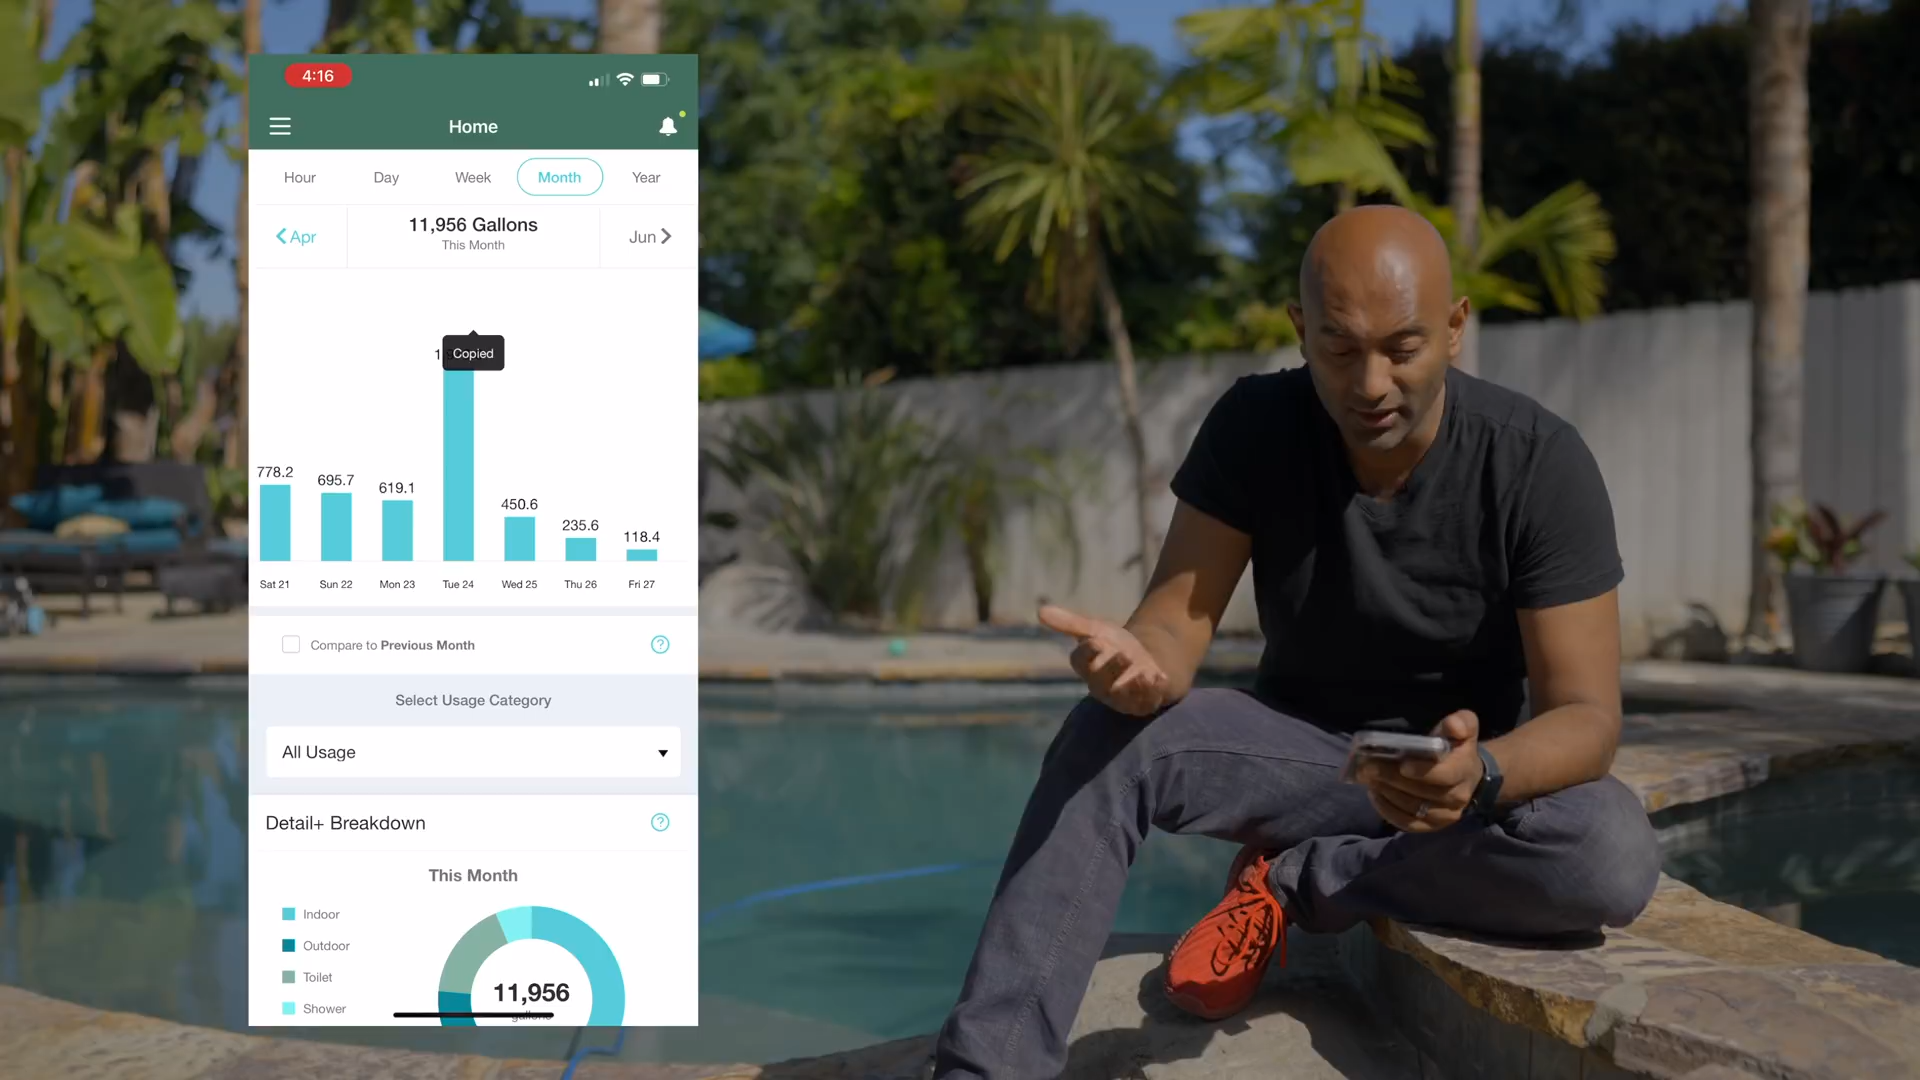 4:16
Home
Hour Day Week Month Year
Apr
11,956 Gallons
This Month
Jun
Copied
778.2 695.7 619.1 450.6 235.6 118.4
Sat 21 Sun 22 Mon 23 Tue 24 Wed 25 Thu 26 Fri 27
Compare to Previous Month ?
Select Usage Category
All Usage
Detail+ Breakdown ?
This Month
Indoor
Outdoor
Toilet
Shower
11,956
gallons